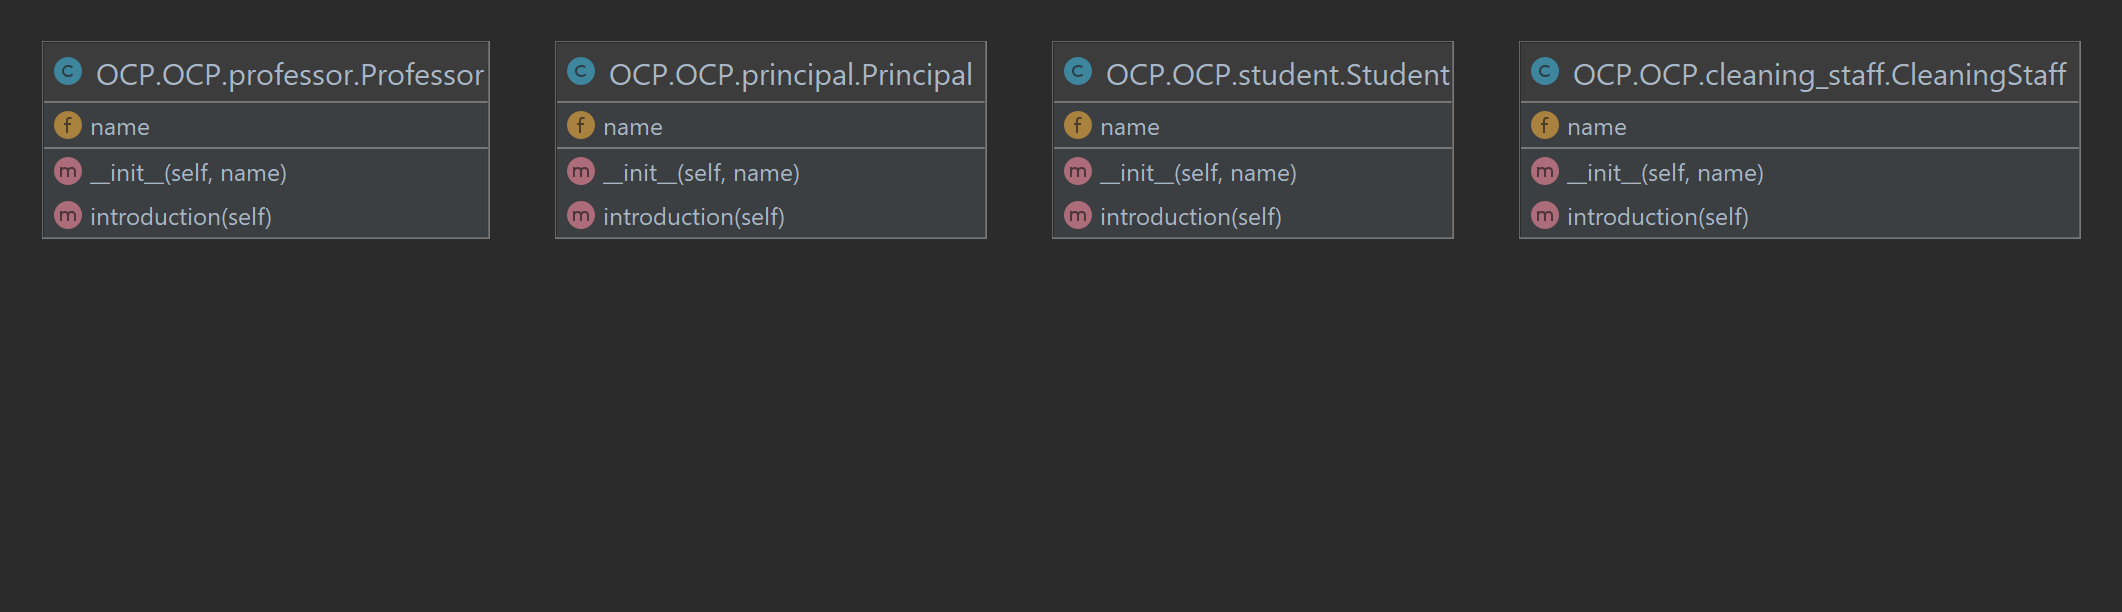 C OCP.OCP.professor.Professor
f name
m __init__(self, name)
m introduction(self)
C OCP.OCP.principal.Principal
f name
m __init__(self, name)
m introduction(self)
C OCP.OCP.student.Student
f name
m __init__(self, name)
m introduction(self)
C OCP.OCP.cleaning_staff.CleaningStaff
f name
m __init__(self, name)
m introduction(self)